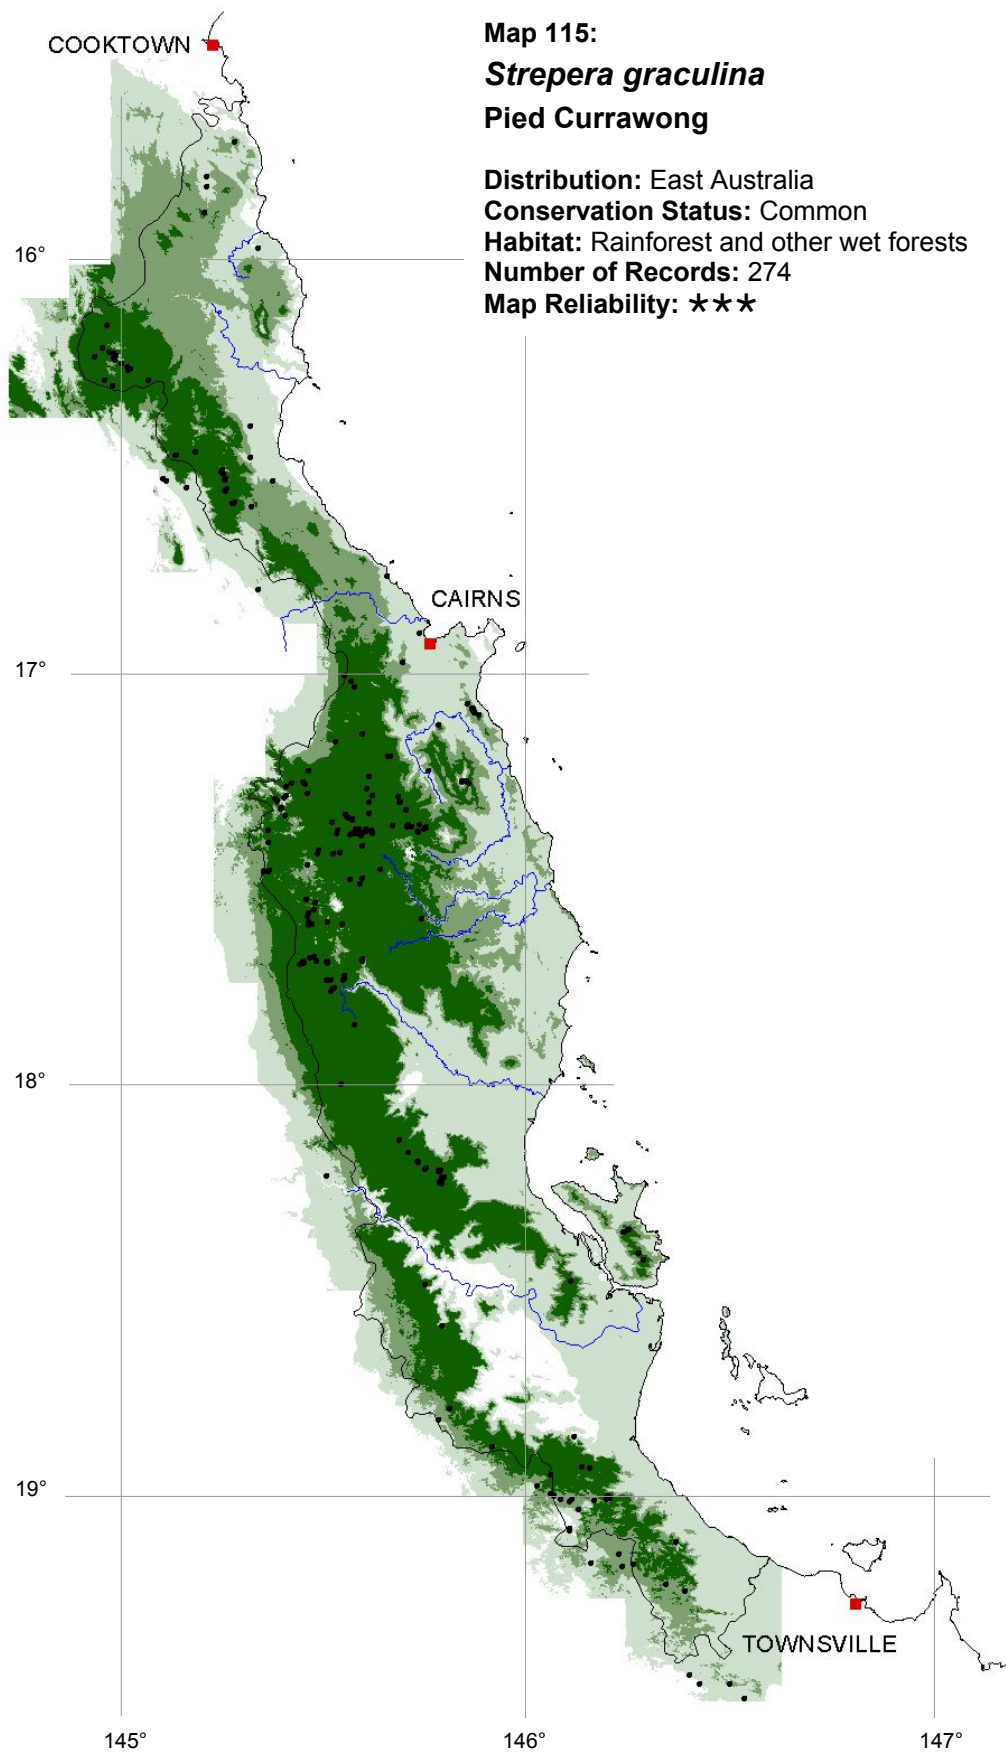 COOKTOWN
Map 115:
Strepera graculina
Pied Currawong
Distribution: East Australia
Conservation Status: Common
Habitat: Rainforest and other wet forests
Number of Records: 274
Map Reliability: ★★★
16°
CAIRNS
17°
18°
19°
TOWNSVILLE
145°
146°
147°